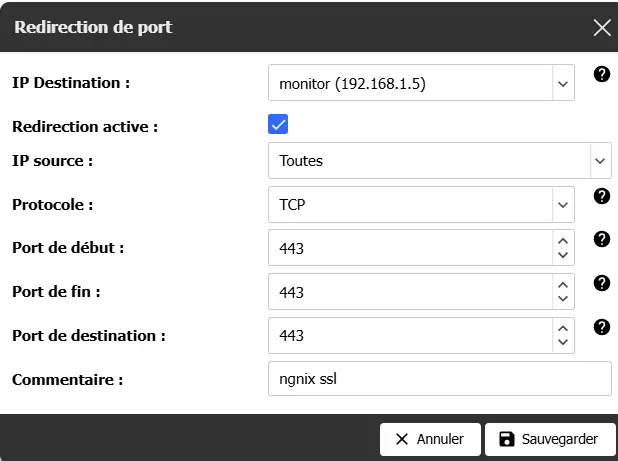 Redirection de port
IP Destination : monitor (192.168.1.5)
Redirection active :
IP source : Toutes
Protocole : TCP
Port de début : 443
Port de fin : 443
Port de destination : 443
Commentaire : ngnix ssl
Annuler Sauvegarder